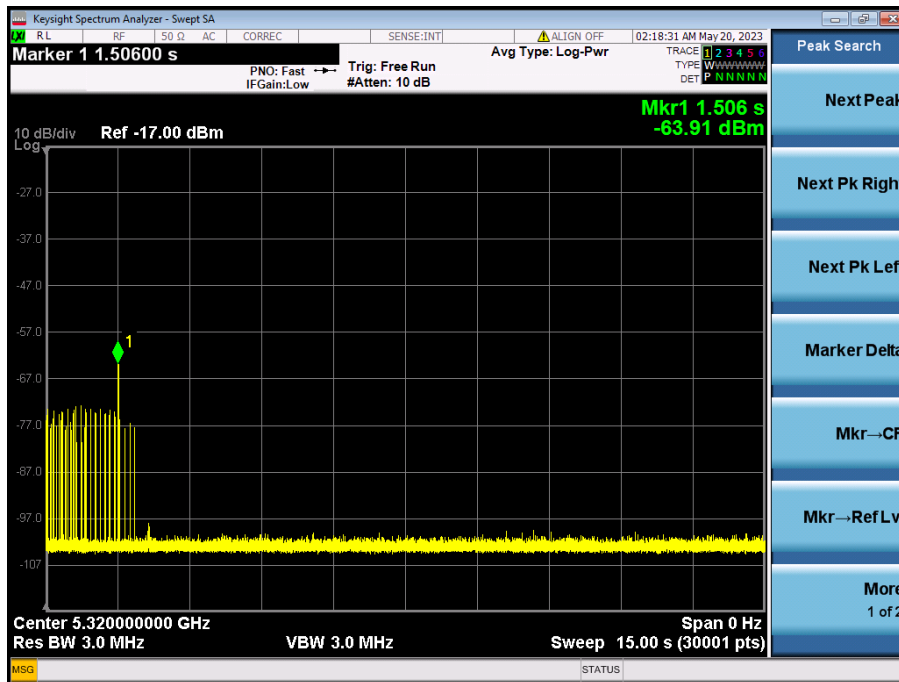 Keysight Spectrum Analyzer - Swept SA
LXI RL RF 50 Ω AC CORREC SENSE:INT ALIGN OFF 02:18:31 AM May 20, 2023
Marker 1 1.50600 s
PNO: Fast
IFGain:Low
Trig: Free Run
#Atten: 10 dB
Avg Type: Log-Pwr
TRACE 1 2 3 4 5 6
TYPE WWWWWWW
DET P N N N N N
Peak Search
Mkr1 1.506 s
-63.91 dBm
10 dB/div Ref -17.00 dBm
Log
-27.0
-37.0
-47.0
-57.0
-67.0
-77.0
-87.0
-97.0
-107
1
Center 5.320000000 GHz Span 0 Hz
Res BW 3.0 MHz VBW 3.0 MHz Sweep 15.00 s (30001 pts)
MSG STATUS
Next Peak
Next Pk Righ
Next Pk Lef
Marker Delta
Mkr→CF
Mkr→Ref Lv
More
1 of 2